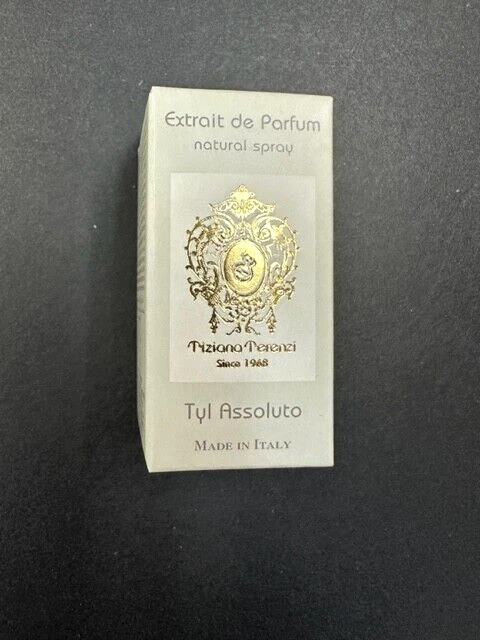 Extrait de Parfum
natural spray
Tiziana Terenzi
Since 1968
Tyl Assoluto
MADE IN ITALY